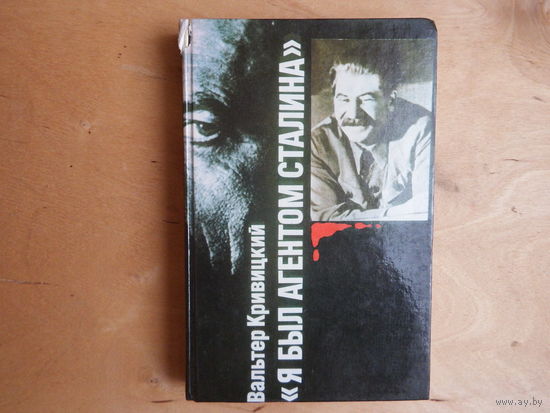 Вальтер Кривицкий
«Я БЫЛ АГЕНТОМ СТАЛИНА»
www.ay.by